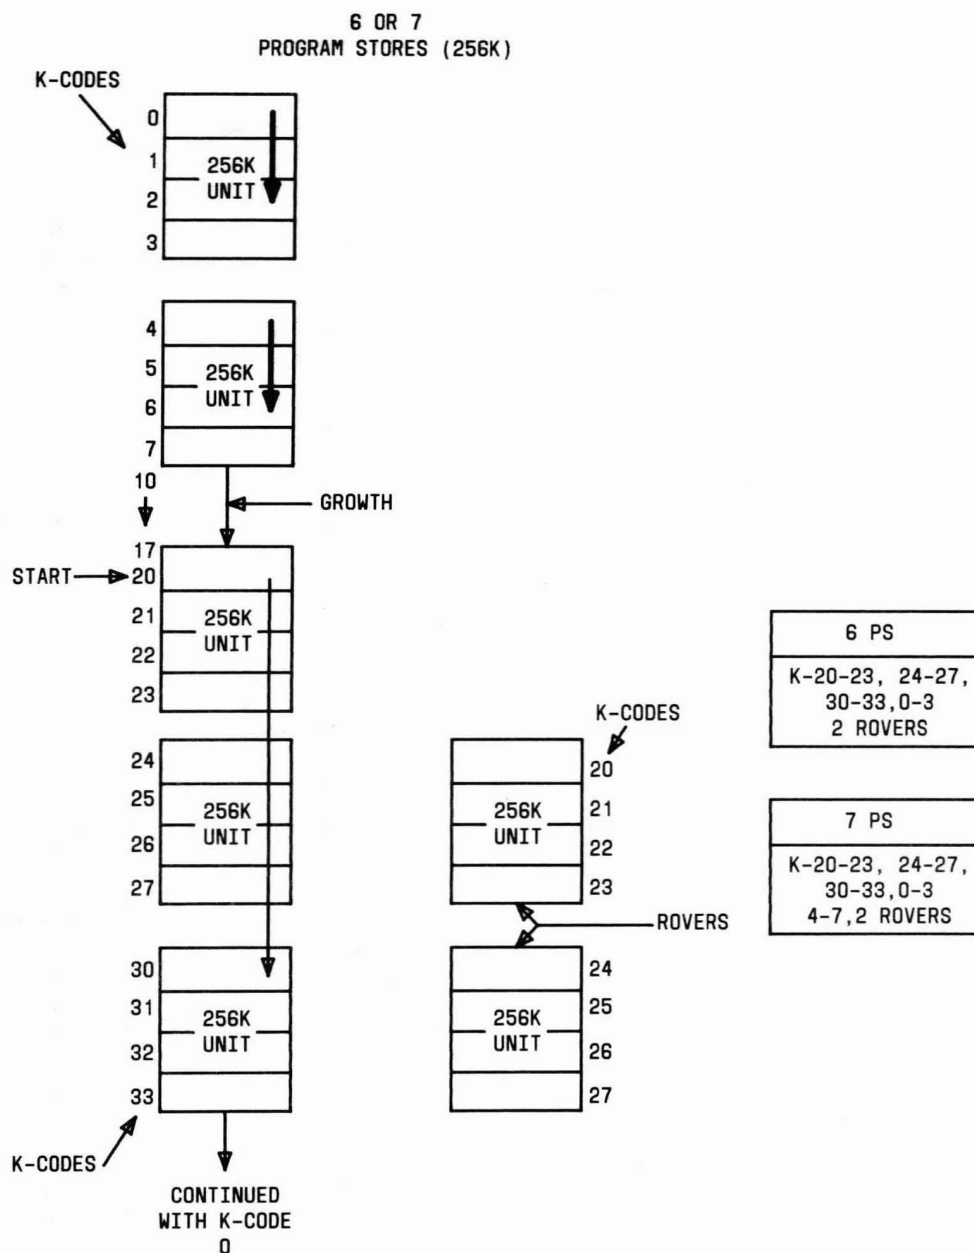 6 OR 7
PROGRAM STORES (256K)
K-CODES
0
1
2
3
256K
UNIT
4
5
6
7
256K
UNIT
10
GROWTH
17
START
20
21
22
23
256K
UNIT
24
25
26
27
256K
UNIT
30
31
32
33
256K
UNIT
K-CODES
CONTINUED
WITH K-CODE
0
K-CODES
20
21
22
23
256K
UNIT
ROVERS
24
25
26
27
256K
UNIT
6 PS
K-20-23, 24-27,
30-33,0-3
2 ROVERS
7 PS
K-20-23, 24-27,
30-33,0-3
4-7,2 ROVERS